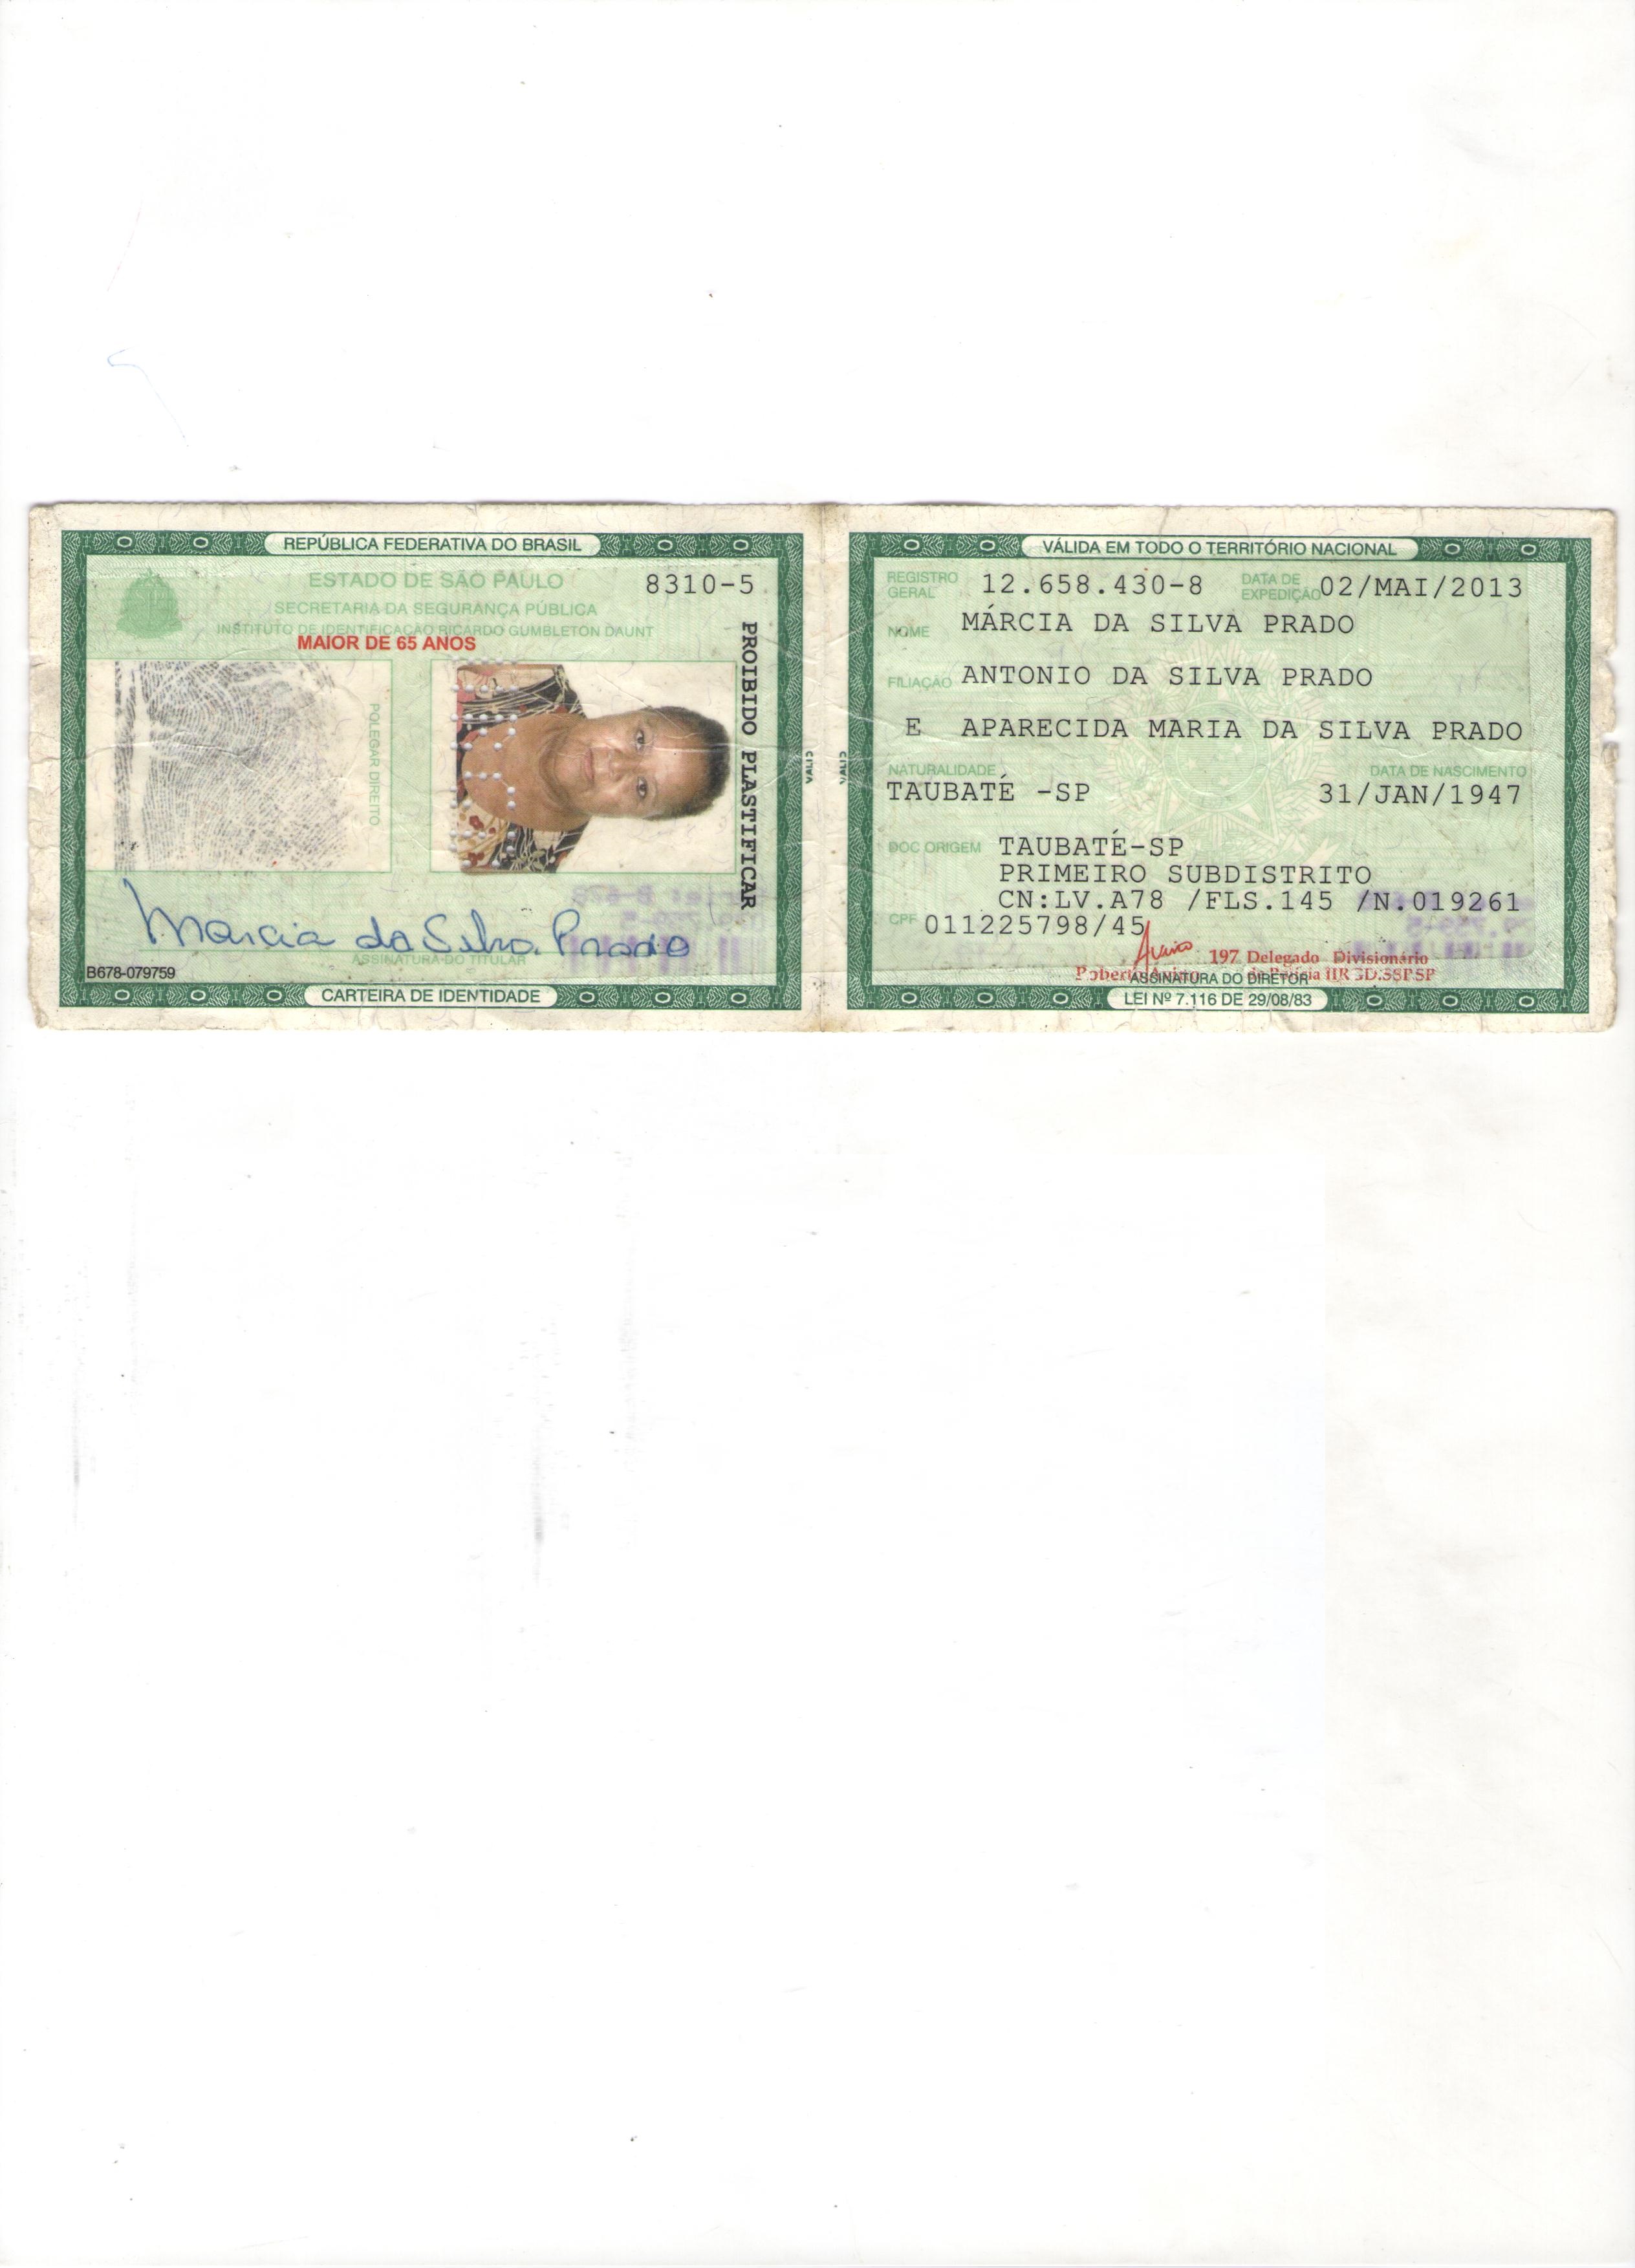 REPÚBLICA FEDERATIVA DO BRASIL
ESTADO DE SÃO PAULO
8310-5
SECRETARIA DA SEGURANÇA PÚBLICA
INSTITUTO DE IDENTIFICAÇÃO RICARDO GUMBLETON DAUNT
MAIOR DE 65 ANOS
POLEGAR DIREITO
PROIBIDO PLASTIFICAR
Marcia da Silva Prado
ASSINATURA DO TITULAR
B678-079759
CARTEIRA DE IDENTIDADE
VÁLIDA EM TODO O TERRITÓRIO NACIONAL
REGISTRO GERAL 12.658.430-8 DATA DE EXPEDIÇÃO 02/MAI/2013
NOME MÁRCIA DA SILVA PRADO
FILIAÇÃO ANTONIO DA SILVA PRADO
E APARECIDA MARIA DA SILVA PRADO
NATURALIDADE DATA DE NASCIMENTO
TAUBATÉ -SP 31/JAN/1947
DOC ORIGEM TAUBATÉ-SP
PRIMEIRO SUBDISTRITO
CN:LV.A78 /FLS.145 /N.019261
CPF 011225798/45
197 Delegado Divisionário
ASSINATURA DO DIRETOR
LEI Nº 7.116 DE 29/08/83